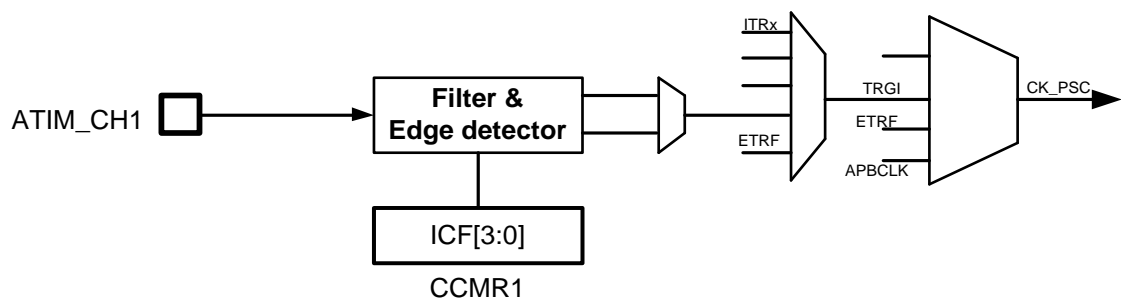 ITRx
ATIM_CH1
Filter &
Edge detector
TRGI
CK_PSC
ETRF
ETRF
APBCLK
ICF[3:0]
CCMR1